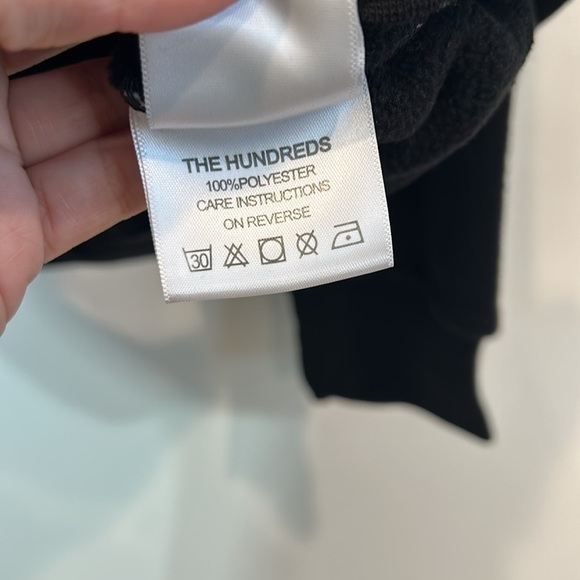 THE HUNDREDS
100%POLYESTER
CARE INSTRUCTIONS
ON REVERSE
30